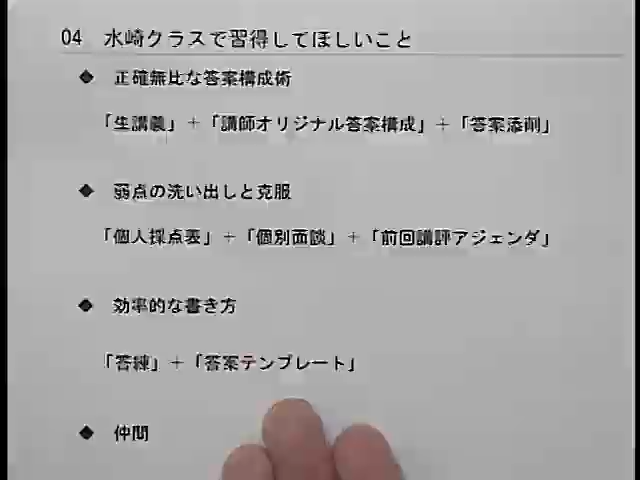 04 水崎クラスで習得してほしいこと
◆ 正確無比な答案構成術
「生講義」＋「講師オリジナル答案構成」＋「答案添削」
◆ 弱点の洗い出しと克服
「個人採点表」＋「個別面談」＋「前回講評アジェンダ」
◆ 効率的な書き方
「答練」＋「答案テンプレート」
◆ 仲間